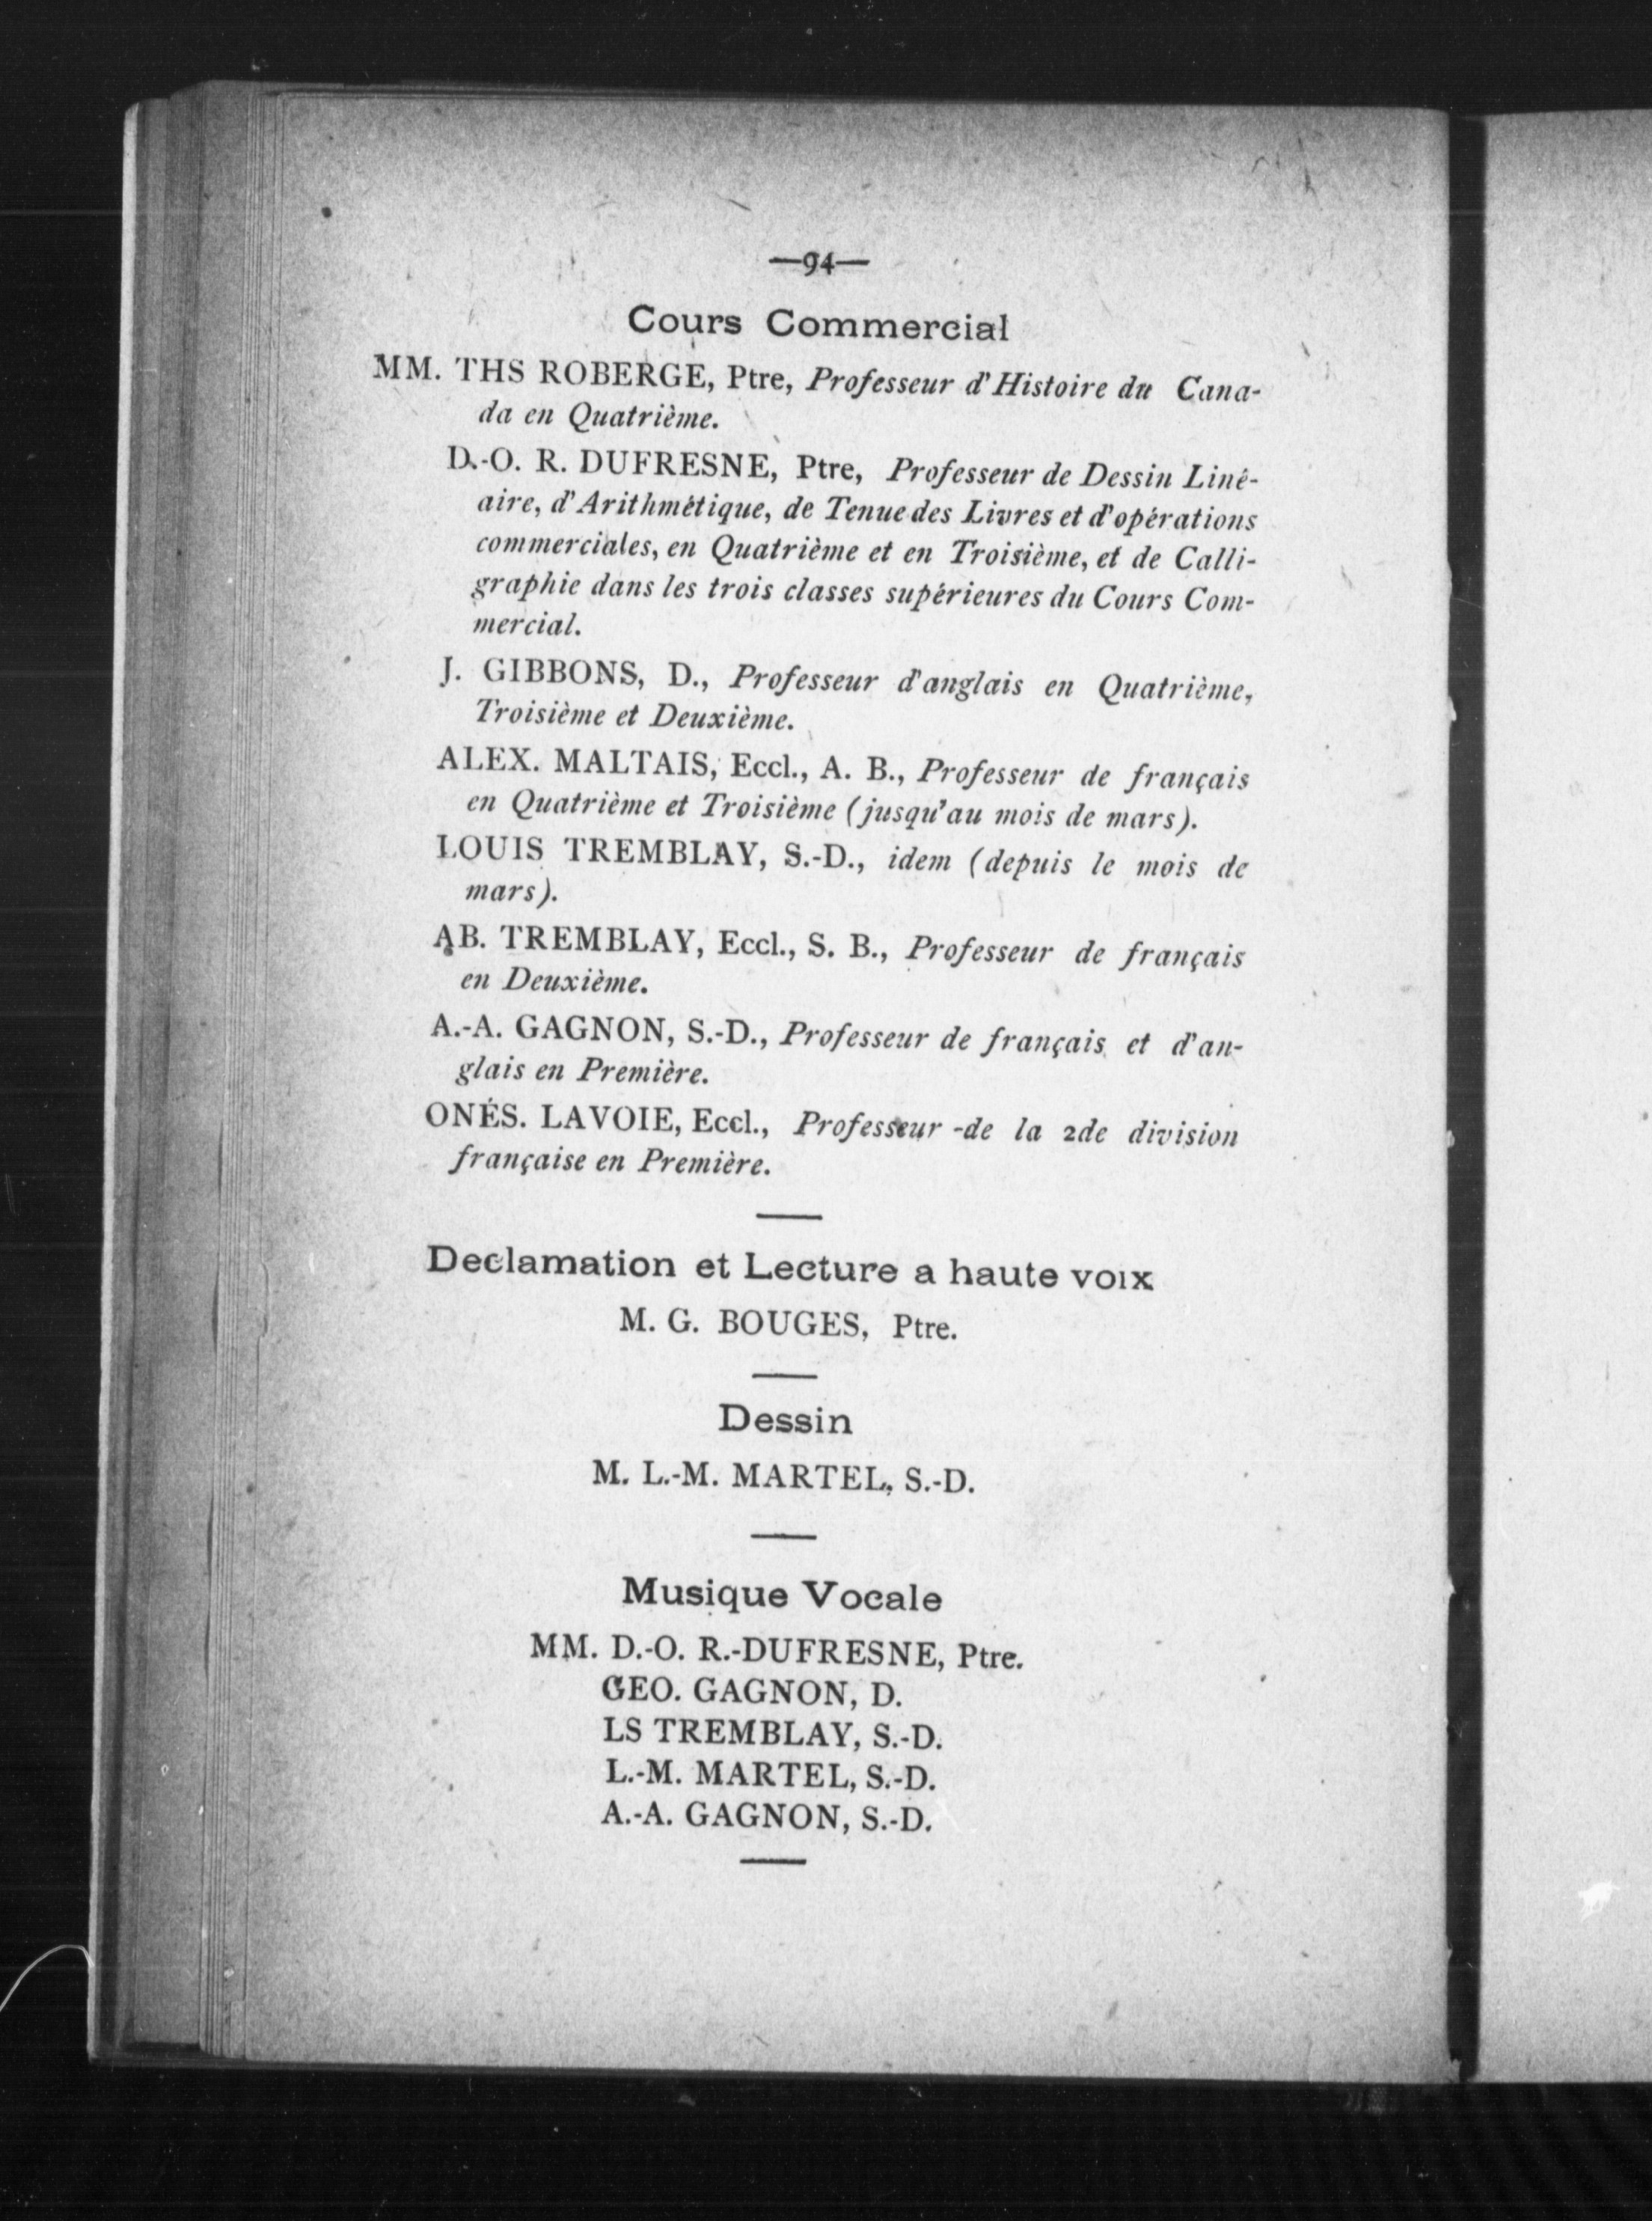 —94—
Cours Commercial
MM. THS ROBERGE, Ptre, Professeur d'Histoire du Cana-
da en Quatrième.
D.-O. R. DUFRESNE, Ptre, Professeur de Dessin Liné-
aire, d'Arithmétique, de Tenue des Livres et d'opérations
commerciales, en Quatrième et en Troisième, et de Calli-
graphie dans les trois classes supérieures du Cours Com-
mercial.
J. GIBBONS, D., Professeur d'anglais en Quatrième,
Troisième et Deuxième.
ALEX. MALTAIS, Eccl., A. B., Professeur de français
en Quatrième et Troisième (jusqu'au mois de mars).
LOUIS TREMBLAY, S.-D., idem (depuis le mois de
mars).
AB. TREMBLAY, Eccl., S. B., Professeur de français
en Deuxième.
A.-A. GAGNON, S.-D., Professeur de français et d'an-
glais en Première.
ONÉS. LAVOIE, Eccl., Professeur -de la 2de division
française en Première.
Declamation et Lecture a haute voix
M. G. BOUGES, Ptre.
Dessin
M. L.-M. MARTEL, S.-D.
Musique Vocale
MM. D.-O. R.-DUFRESNE, Ptre.
GEO. GAGNON, D.
LS TREMBLAY, S.-D.
L.-M. MARTEL, S.-D.
A.-A. GAGNON, S.-D.